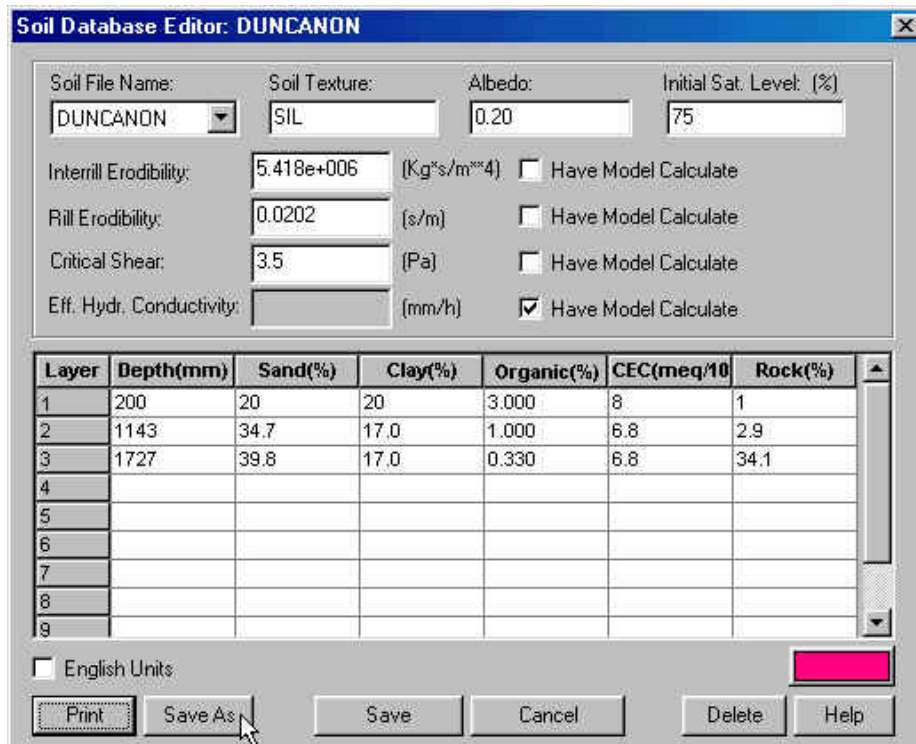 Soil Database Editor: DUNCANON
Soil File Name: Soil Texture: Albedo: Initial Sat. Level: (%)
DUNCANON SIL 0.20 75
Interrill Erodibility: 5.418e+006 (Kg*s/m**4) Have Model Calculate
Rill Erodibility: 0.0202 (s/m) Have Model Calculate
Critical Shear: 3.5 (Pa) Have Model Calculate
Eff. Hydr. Conductivity: (mm/h) Have Model Calculate
Layer Depth(mm) Sand(%) Clay(%) Organic(%) CEC(meq/10 Rock(%)
1 200 20 20 3.000 8 1
2 1143 34.7 17.0 1.000 6.8 2.9
3 1727 39.8 17.0 0.330 6.8 34.1
4
5
6
7
8
9
English Units
Print Save As Save Cancel Delete Help